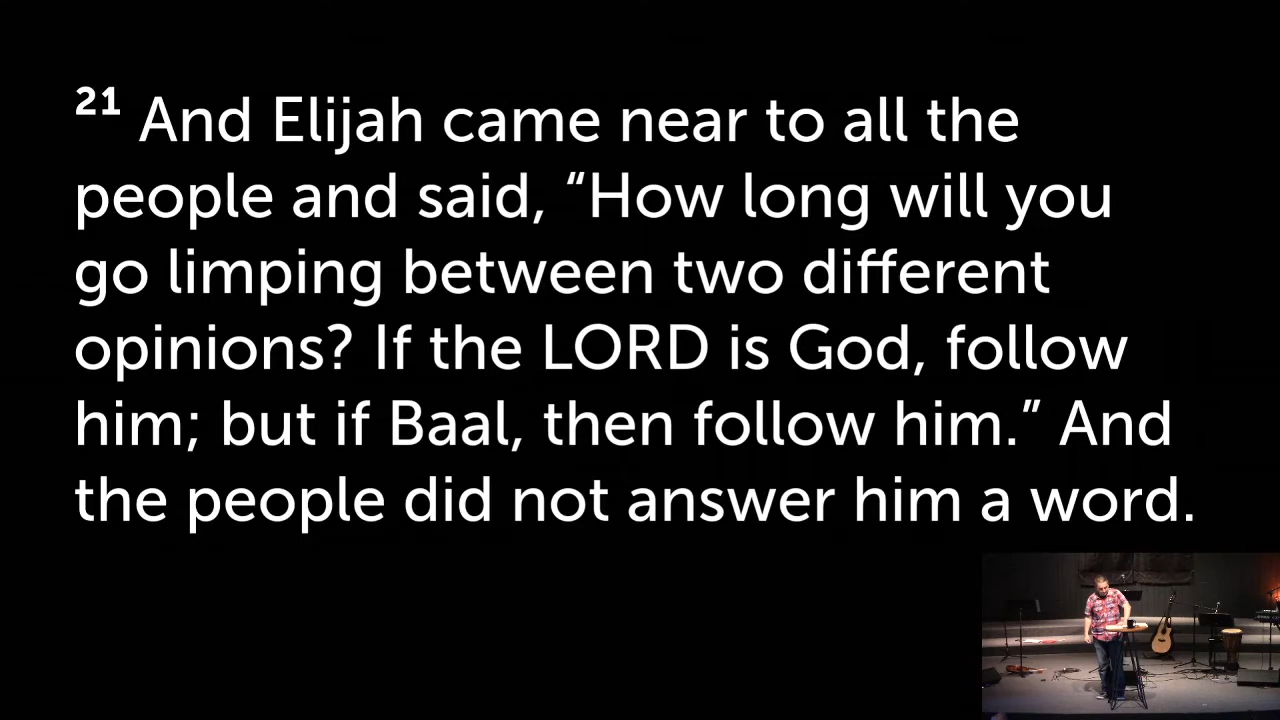 21 And Elijah came near to all the
people and said, “How long will you
go limping between two different
opinions? If the LORD is God, follow
him; but if Baal, then follow him.” And
the people did not answer him a word.